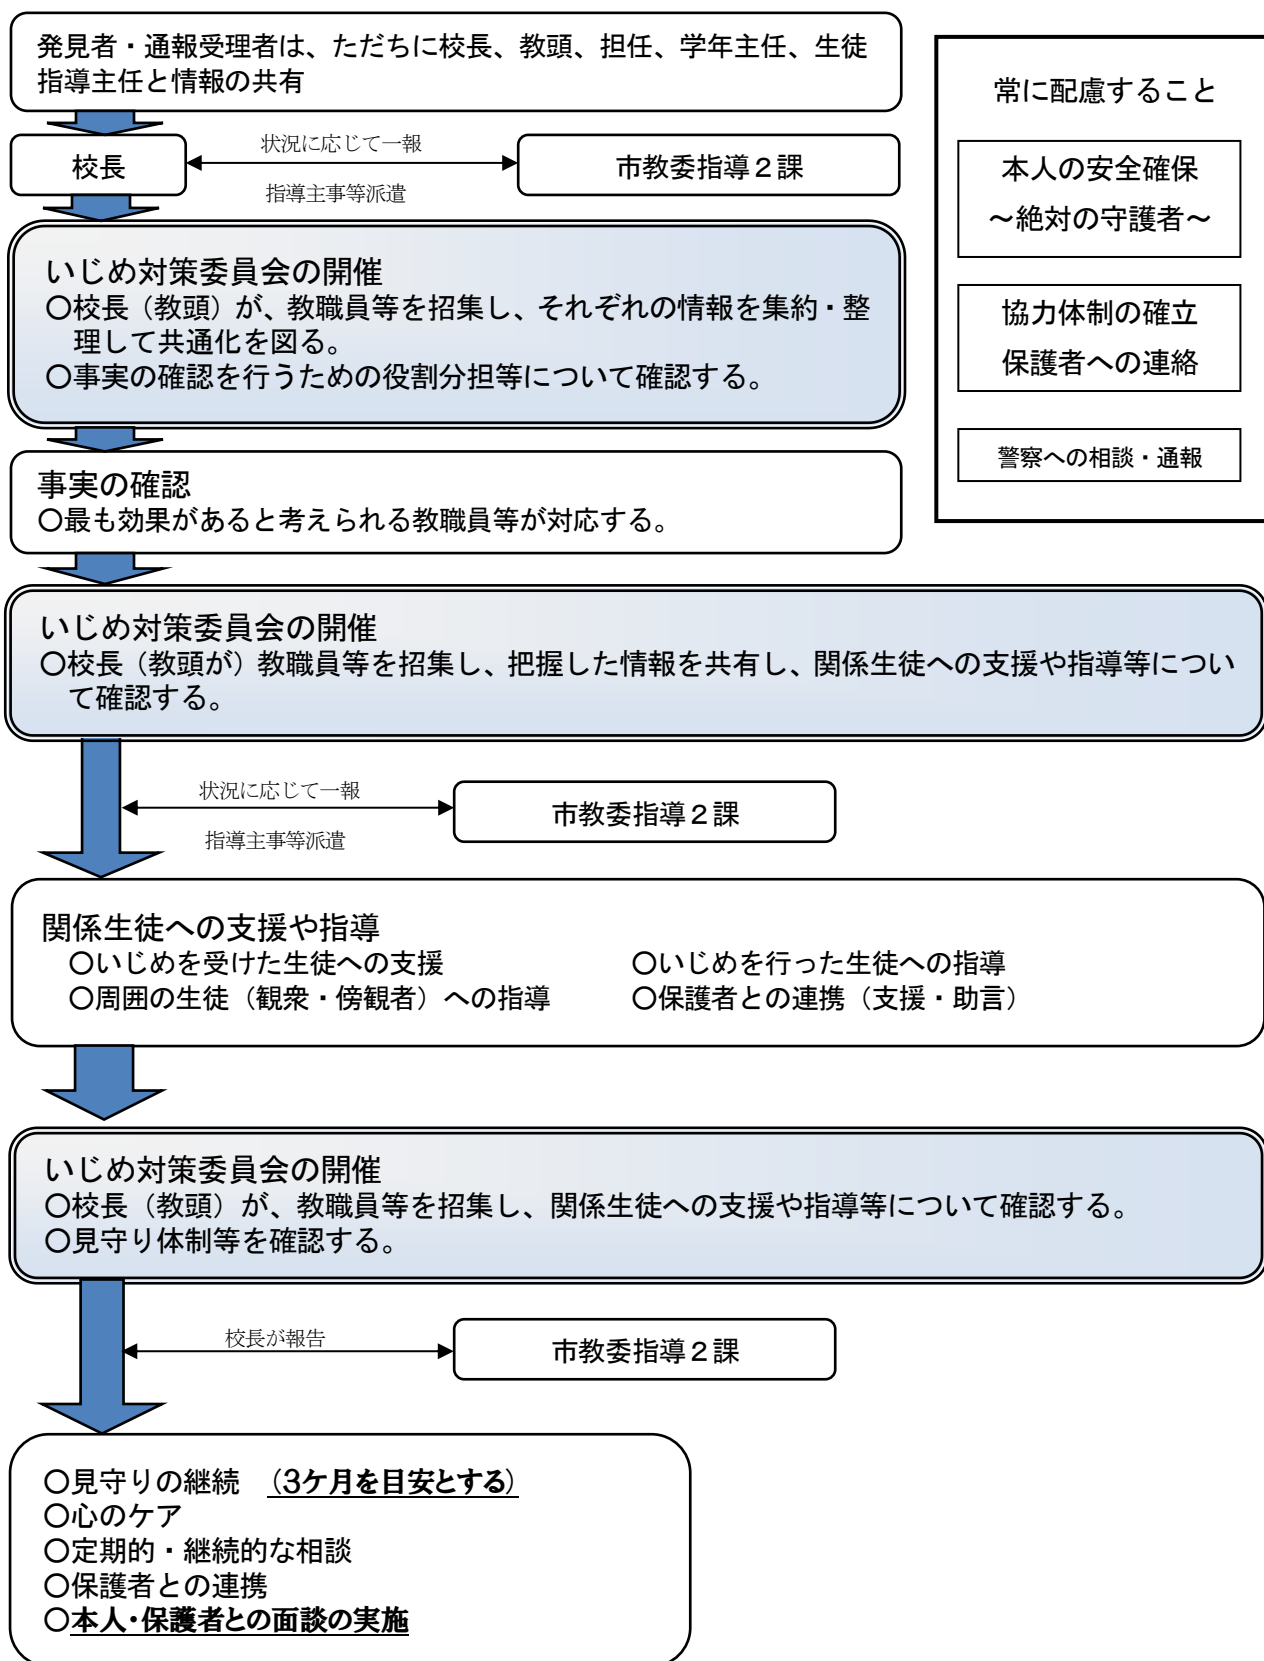 発見者・通報受理者は、ただちに校長、教頭、担任、学年主任、生徒
指導主任と情報の共有
校長
状況に応じて一報
指導主事等派遣
市教委指導２課
いじめ対策委員会の開催
○校長（教頭）が、教職員等を招集し、それぞれの情報を集約・整
理して共通化を図る。
○事実の確認を行うための役割分担等について確認する。
事実の確認
○最も効果があると考えられる教職員等が対応する。
常に配慮すること
本人の安全確保
～絶対の守護者～
協力体制の確立
保護者への連絡
警察への相談・通報
いじめ対策委員会の開催
○校長（教頭が）教職員等を招集し、把握した情報を共有し、関係生徒への支援や指導等につい
て確認する。
状況に応じて一報
指導主事等派遣
市教委指導２課
関係生徒への支援や指導
○いじめを受けた生徒への支援
○いじめを行った生徒への指導
○周囲の生徒（観衆・傍観者）への指導
○保護者との連携（支援・助言）
いじめ対策委員会の開催
○校長（教頭）が、教職員等を招集し、関係生徒への支援や指導等について確認する。
○見守り体制等を確認する。
校長が報告
市教委指導２課
○見守りの継続　（3ケ月を目安とする）
○心のケア
○定期的・継続的な相談
○保護者との連携
○本人・保護者との面談の実施